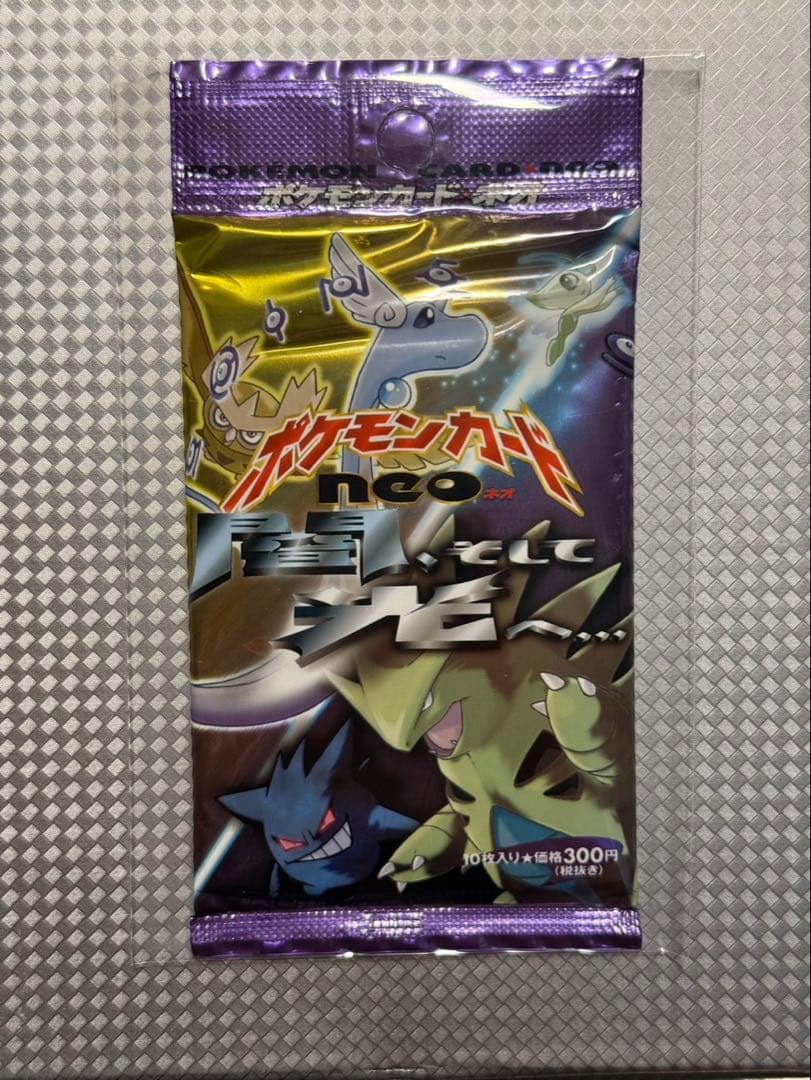 POKÉMON CARD★neo
ポケモンカード★ネオ
ポケモンカード
neo ネオ
闇、そして
光へ…
10枚入り★価格300円
(税抜き)